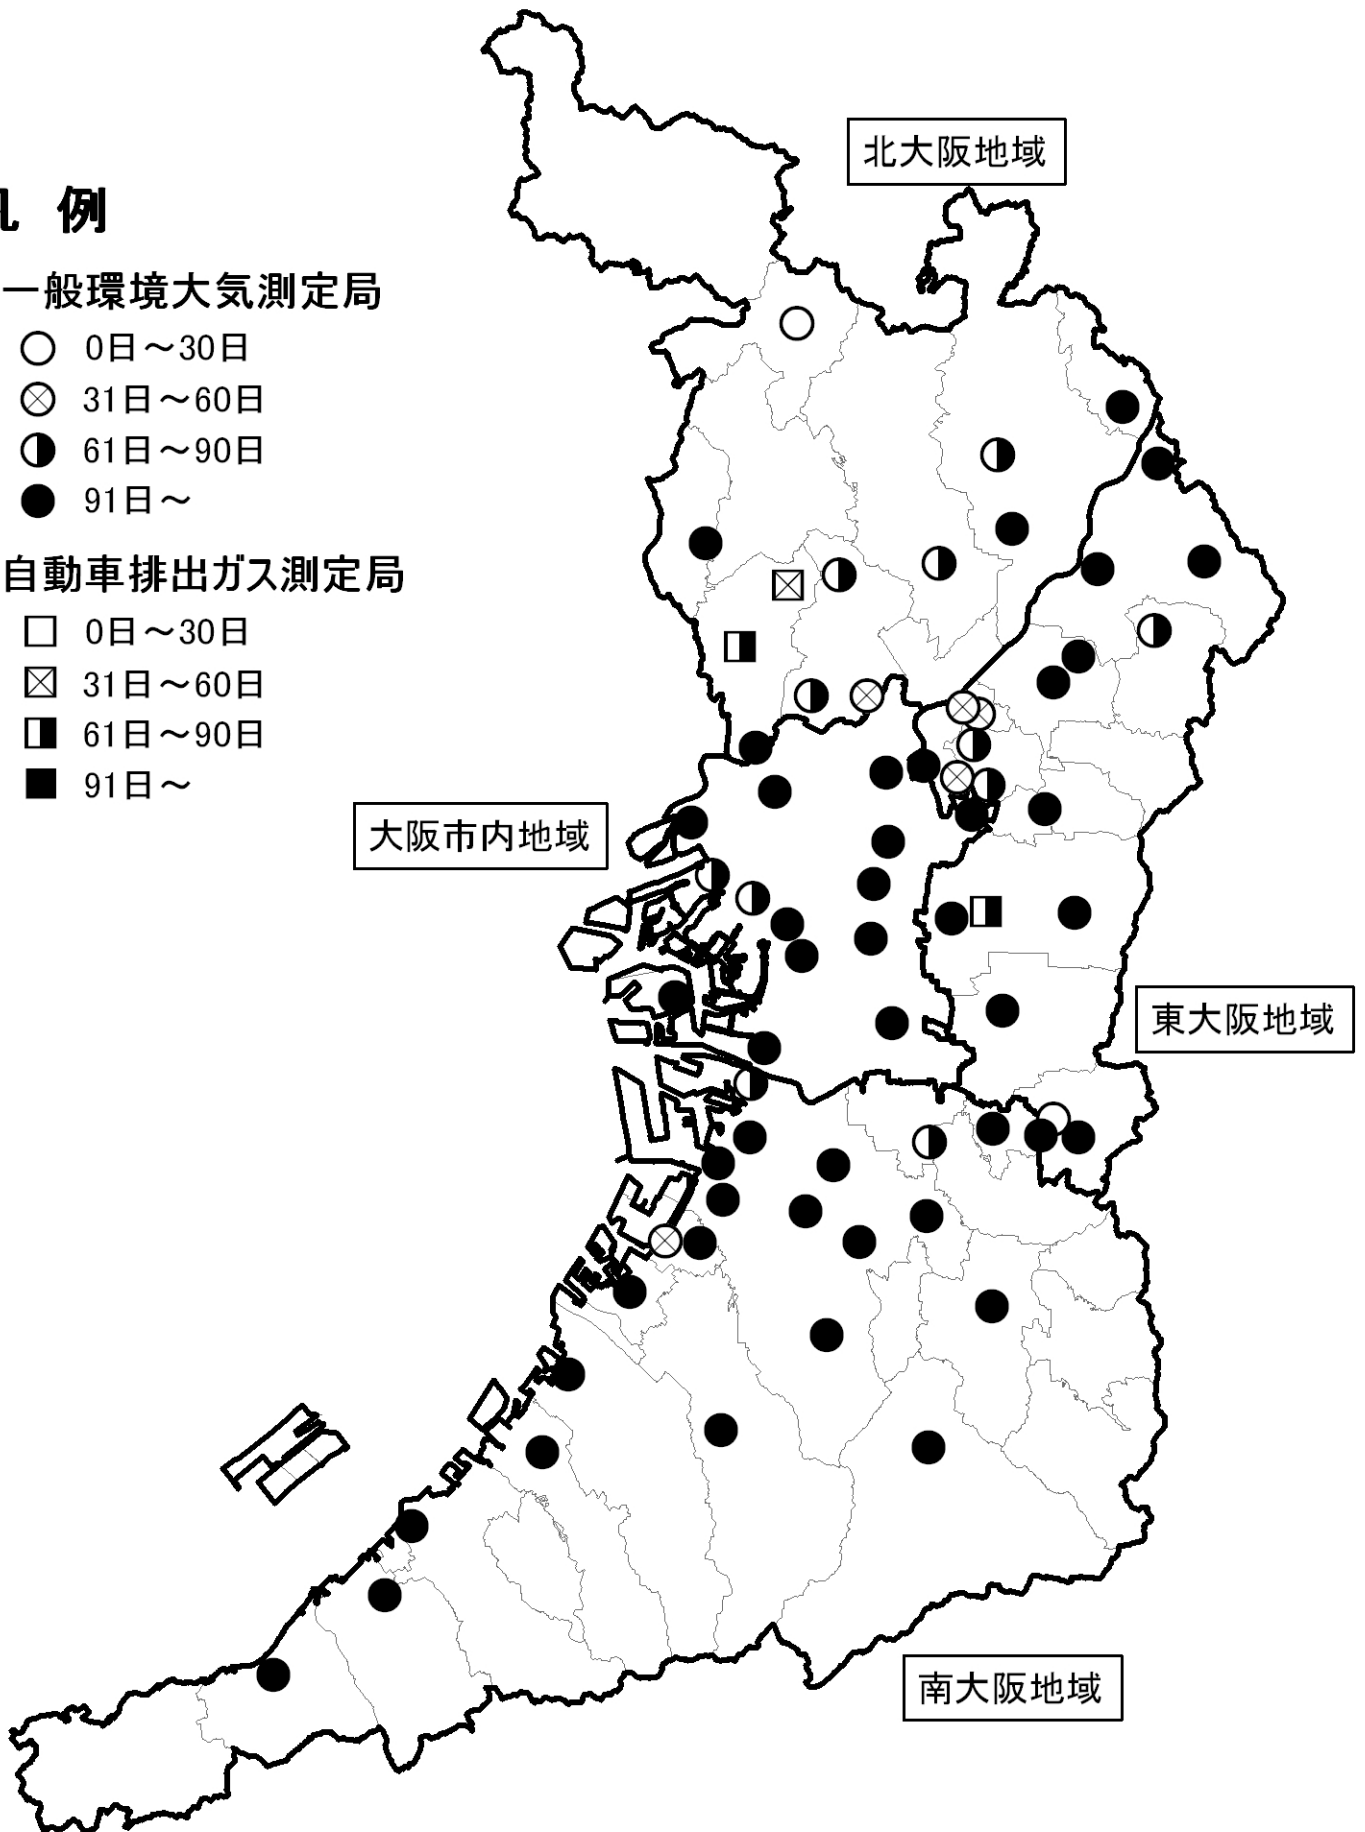 凡 例
一般環境大気測定局
0日～30日
31日～60日
61日～90日
91日～
自動車排出ガス測定局
0日～30日
31日～60日
61日～90日
91日～
北大阪地域
大阪市内地域
東大阪地域
南大阪地域